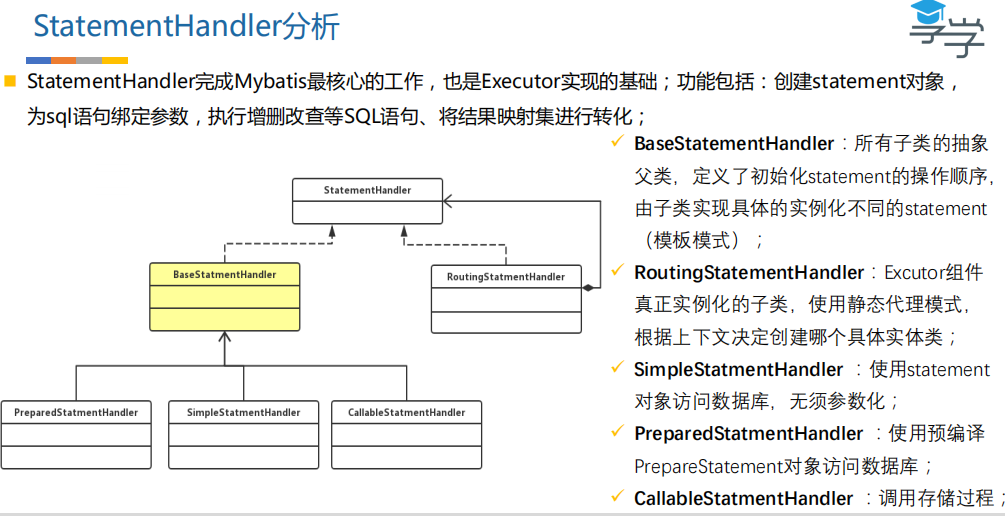 StatementHandler分析
享学
StatementHandler完成Mybatis最核心的工作，也是Executor实现的基础；功能包括：创建statement对象，
为sql语句绑定参数，执行增删改查等SQL语句、将结果映射集进行转化；
StatementHandler
BaseStatmentHandler
RoutingStatmentHandler
PreparedStatmentHandler
SimpleStatmentHandler
CallableStatmentHandler
BaseStatementHandler：所有子类的抽象
父类，定义了初始化statement的操作顺序，
由子类实现具体的实例化不同的statement
（模板模式）；
RoutingStatementHandler：Excutor组件
真正实例化的子类，使用静态代理模式，
根据上下文决定创建哪个具体实体类；
SimpleStatmentHandler ：使用statement
对象访问数据库，无须参数化；
PreparedStatmentHandler ：使用预编译
PrepareStatement对象访问数据库；
CallableStatmentHandler ：调用存储过程；